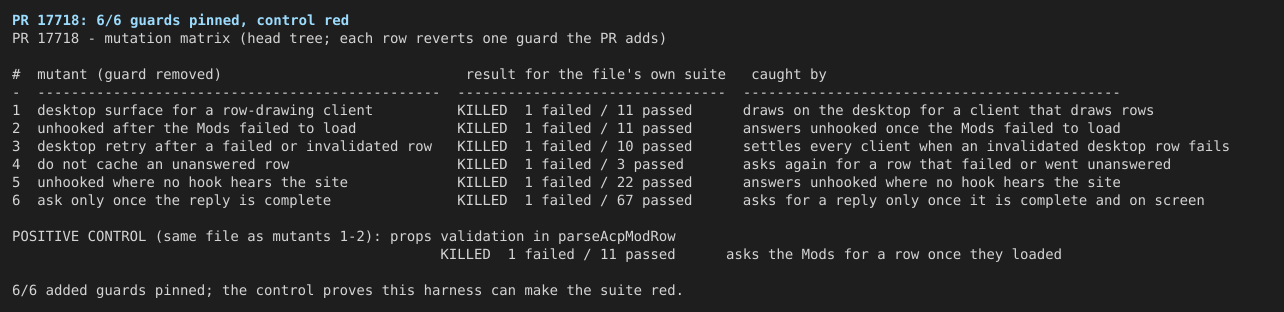 PR 17718: 6/6 guards pinned, control red
PR 17718 - mutation matrix (head tree; each row reverts one guard the PR adds)
#  mutant (guard removed)                             result for the file's own suite   caught by
-  ------------------------------------------------  --------------------------------  ---------------------------------------------
1  desktop surface for a row-drawing client          KILLED  1 failed / 11 passed      draws on the desktop for a client that draws rows
2  unhooked after the Mods failed to load            KILLED  1 failed / 11 passed      answers unhooked once the Mods failed to load
3  desktop retry after a failed or invalidated row   KILLED  1 failed / 10 passed      settles every client when an invalidated desktop row fails
4  do not cache an unanswered row                    KILLED  1 failed / 3 passed       asks again for a row that failed or went unanswered
5  unhooked where no hook hears the site             KILLED  1 failed / 22 passed      answers unhooked where no hook hears the site
6  ask only once the reply is complete               KILLED  1 failed / 67 passed      asks for a reply only once it is complete and on screen
POSITIVE CONTROL (same file as mutants 1-2): props validation in parseAcpModRow
KILLED  1 failed / 11 passed      asks the Mods for a row once they loaded
6/6 added guards pinned; the control proves this harness can make the suite red.